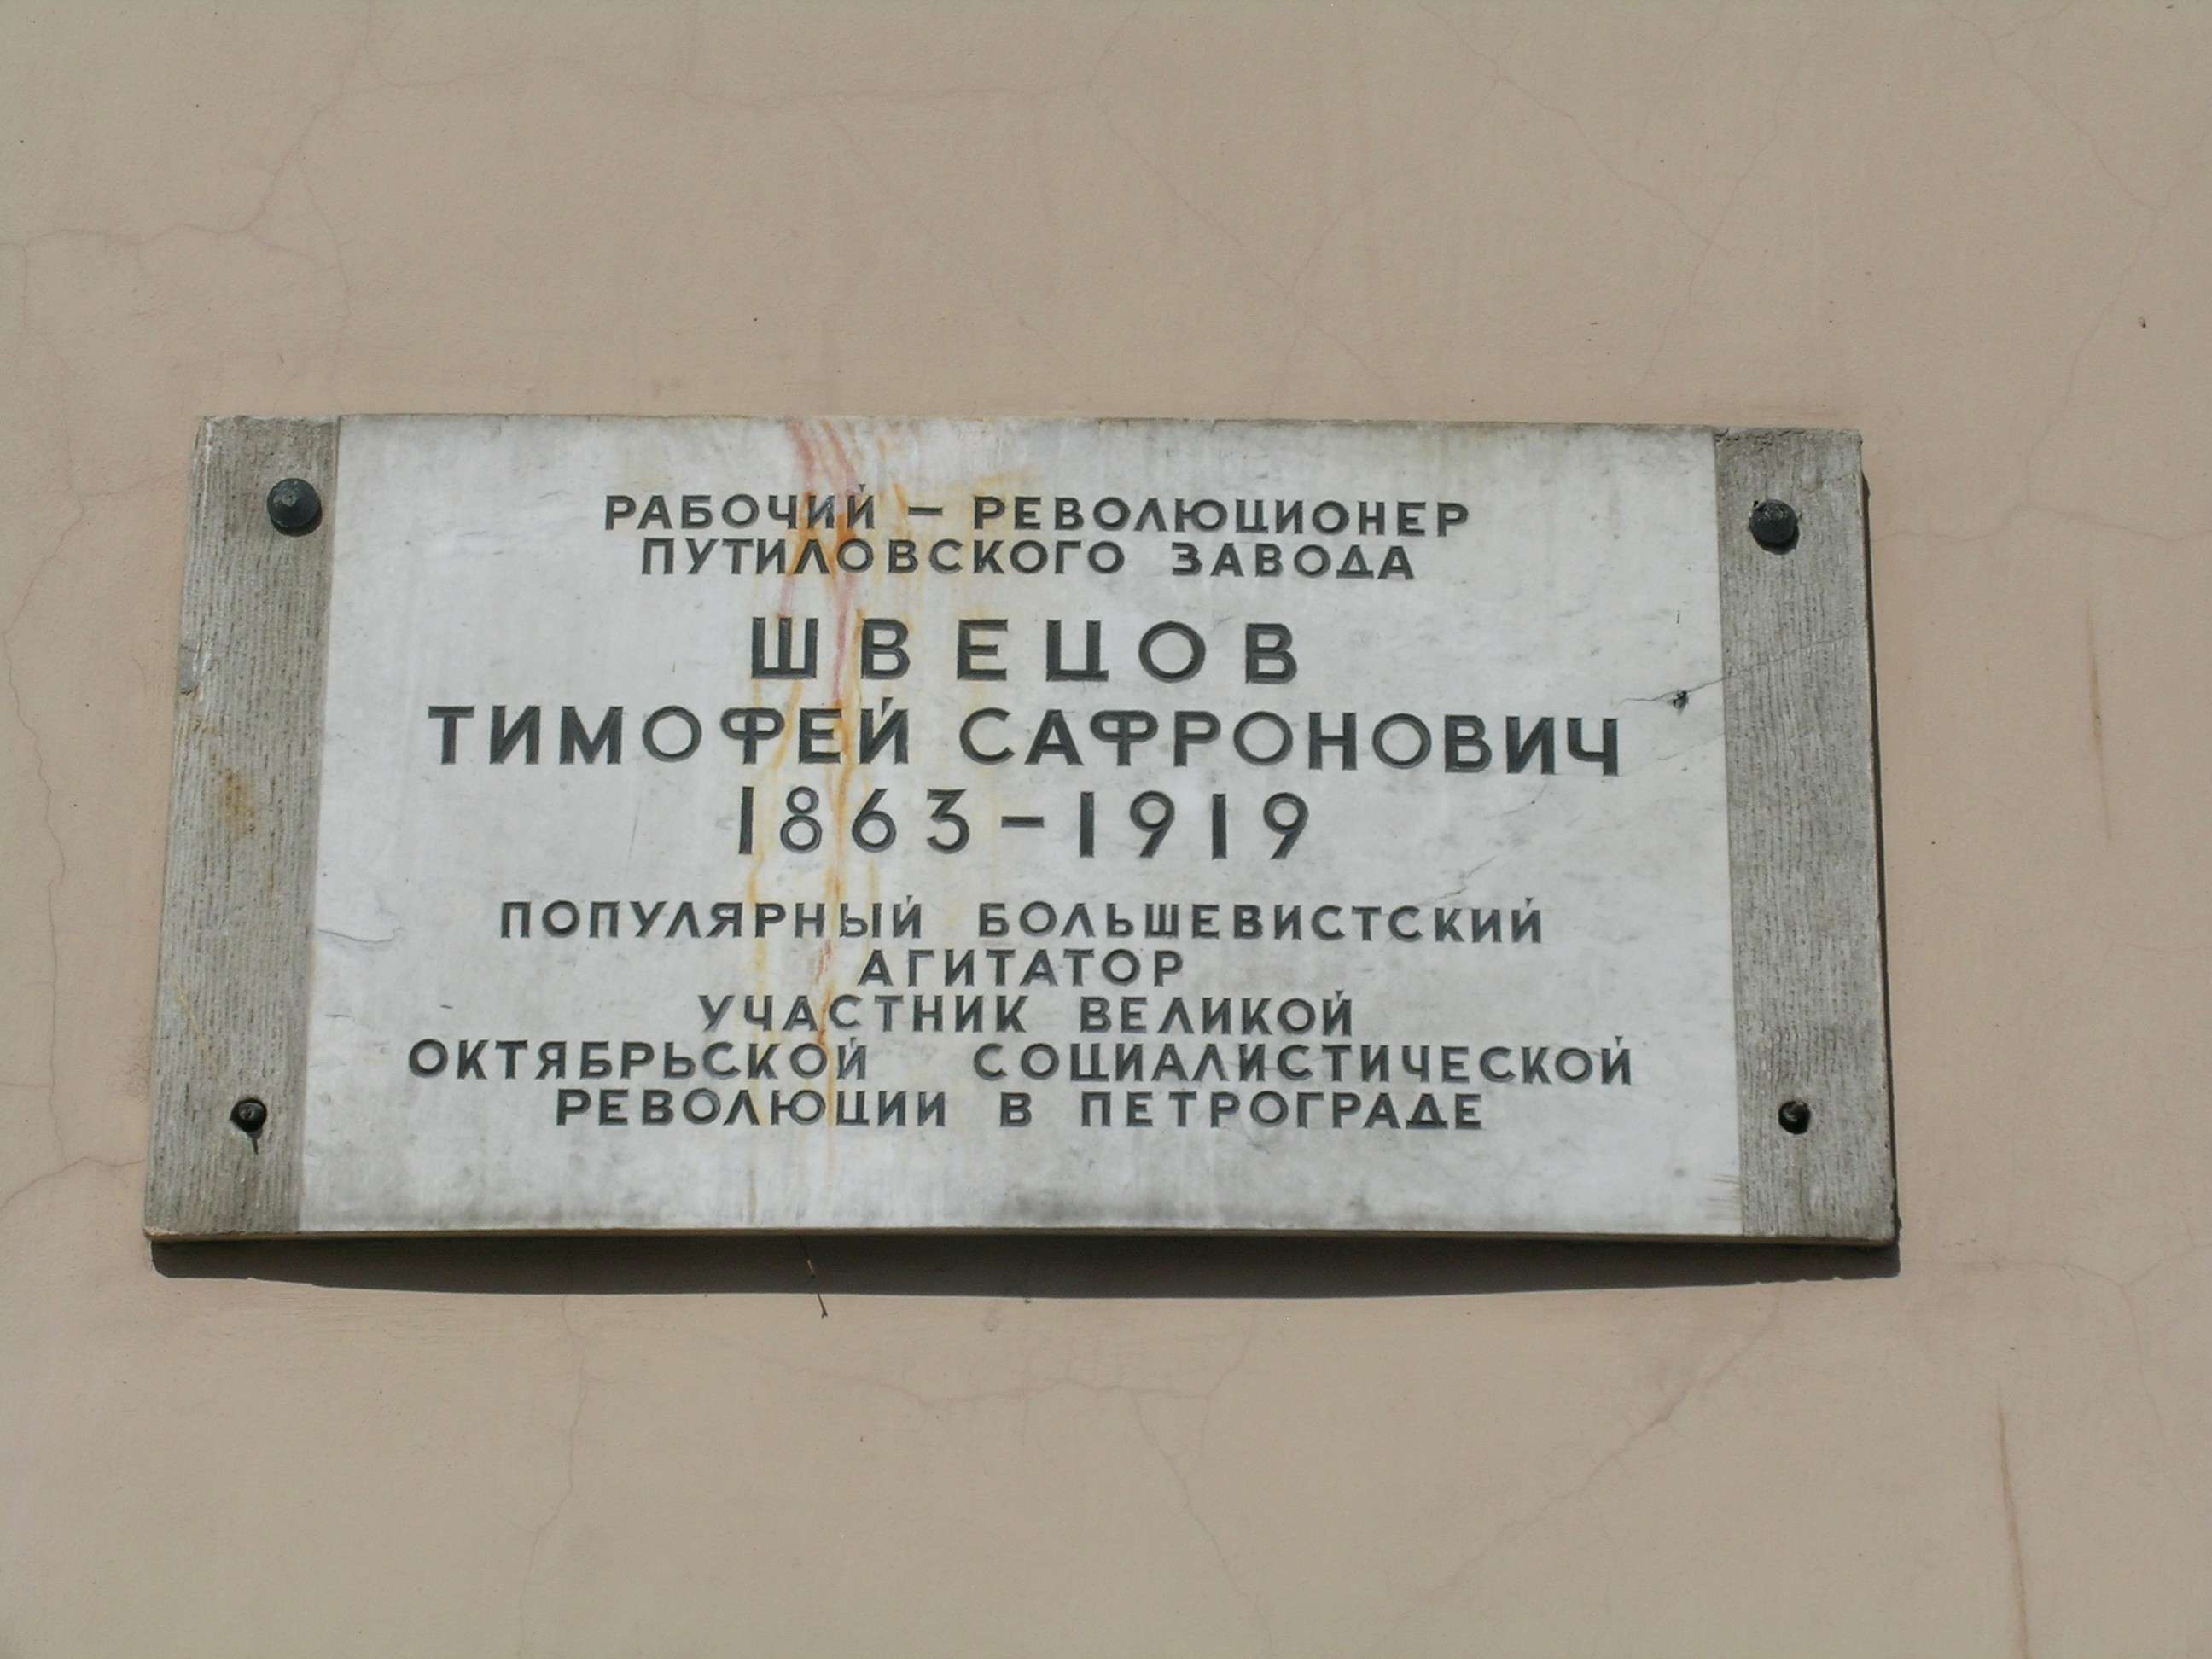 РАБОЧИЙ – РЕВОЛЮЦИОНЕР
ПУТИЛОВСКОГО ЗАВОДА
ШВЕЦОВ
ТИМОФЕЙ САФРОНОВИЧ
1863–1919
ПОПУЛЯРНЫЙ БОЛЬШЕВИСТСКИЙ
АГИТАТОР
УЧАСТНИК ВЕЛИКОЙ
ОКТЯБРЬСКОЙ СОЦИАЛИСТИЧЕСКОЙ
РЕВОЛЮЦИИ В ПЕТРОГРАДЕ